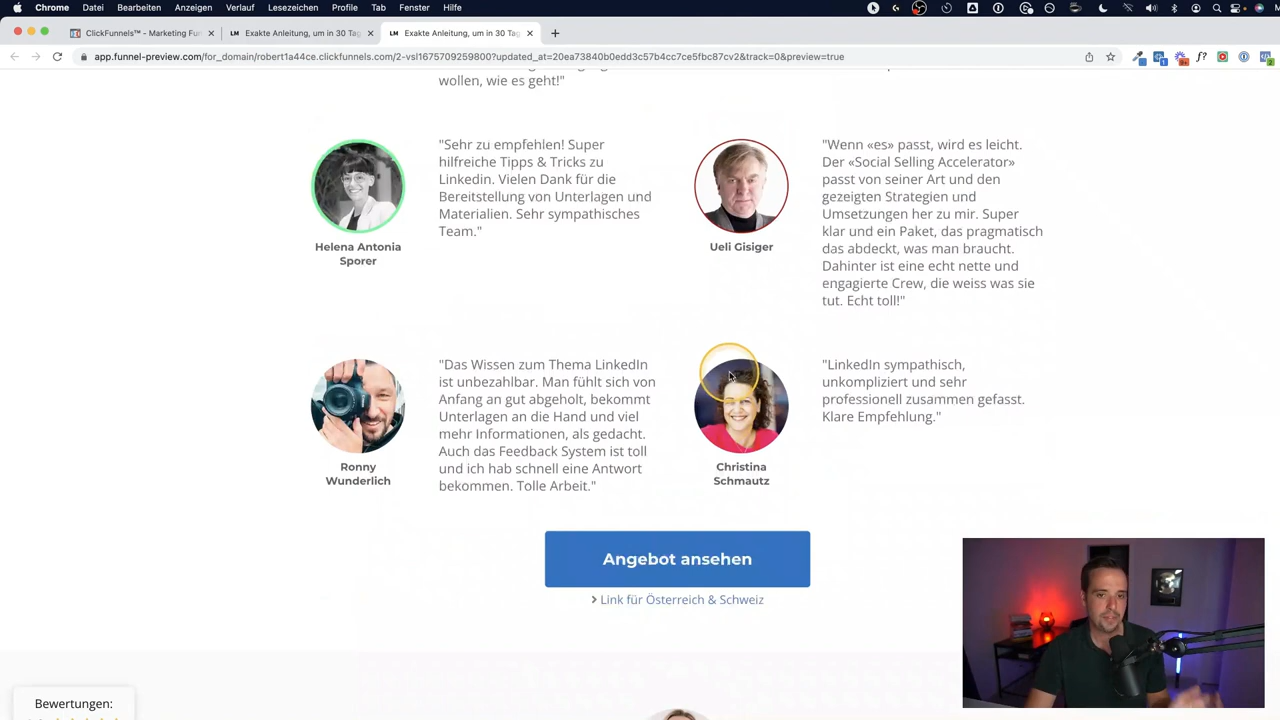 Chrome Datei Bearbeiten Anzeigen Verlauf Lesezeichen Profile Tab Fenster Hilfe
ClickFunnels™ - Marketing Fu
LM Exakte Anleitung, um in 30 Tag
LM Exakte Anleitung, um in 30 Tag
app.funnel-preview.com/for_domain/robert1a44ce.clickfunnels.com/2-vsl1675709259800?updated_at=20ea73840b0edd3c57b4cc7ce5fbc87cv2&track=0&preview=true
wollen, wie es geht!"
"Sehr zu empfehlen! Super
hilfreiche Tipps & Tricks zu
Linkedin. Vielen Dank für die
Bereitstellung von Unterlagen und
Materialien. Sehr sympathisches
Team."
Helena Antonia
Sporer
"Wenn «es» passt, wird es leicht.
Der «Social Selling Accelerator»
passt von seiner Art und den
gezeigten Strategien und
Umsetzungen her zu mir. Super
klar und ein Paket, das pragmatisch
das abdeckt, was man braucht.
Dahinter ist eine echt nette und
engagierte Crew, die weiss was sie
tut. Echt toll!"
Ueli Gisiger
"Das Wissen zum Thema LinkedIn
ist unbezahlbar. Man fühlt sich von
Anfang an gut abgeholt, bekommt
Unterlagen an die Hand und viel
mehr Informationen, als gedacht.
Auch das Feedback System ist toll
und ich hab schnell eine Antwort
bekommen. Tolle Arbeit."
Ronny
Wunderlich
"LinkedIn sympathisch,
unkompliziert und sehr
professionell zusammen gefasst.
Klare Empfehlung."
Christina
Schmautz
Angebot ansehen
Link für Österreich & Schweiz
Bewertungen: